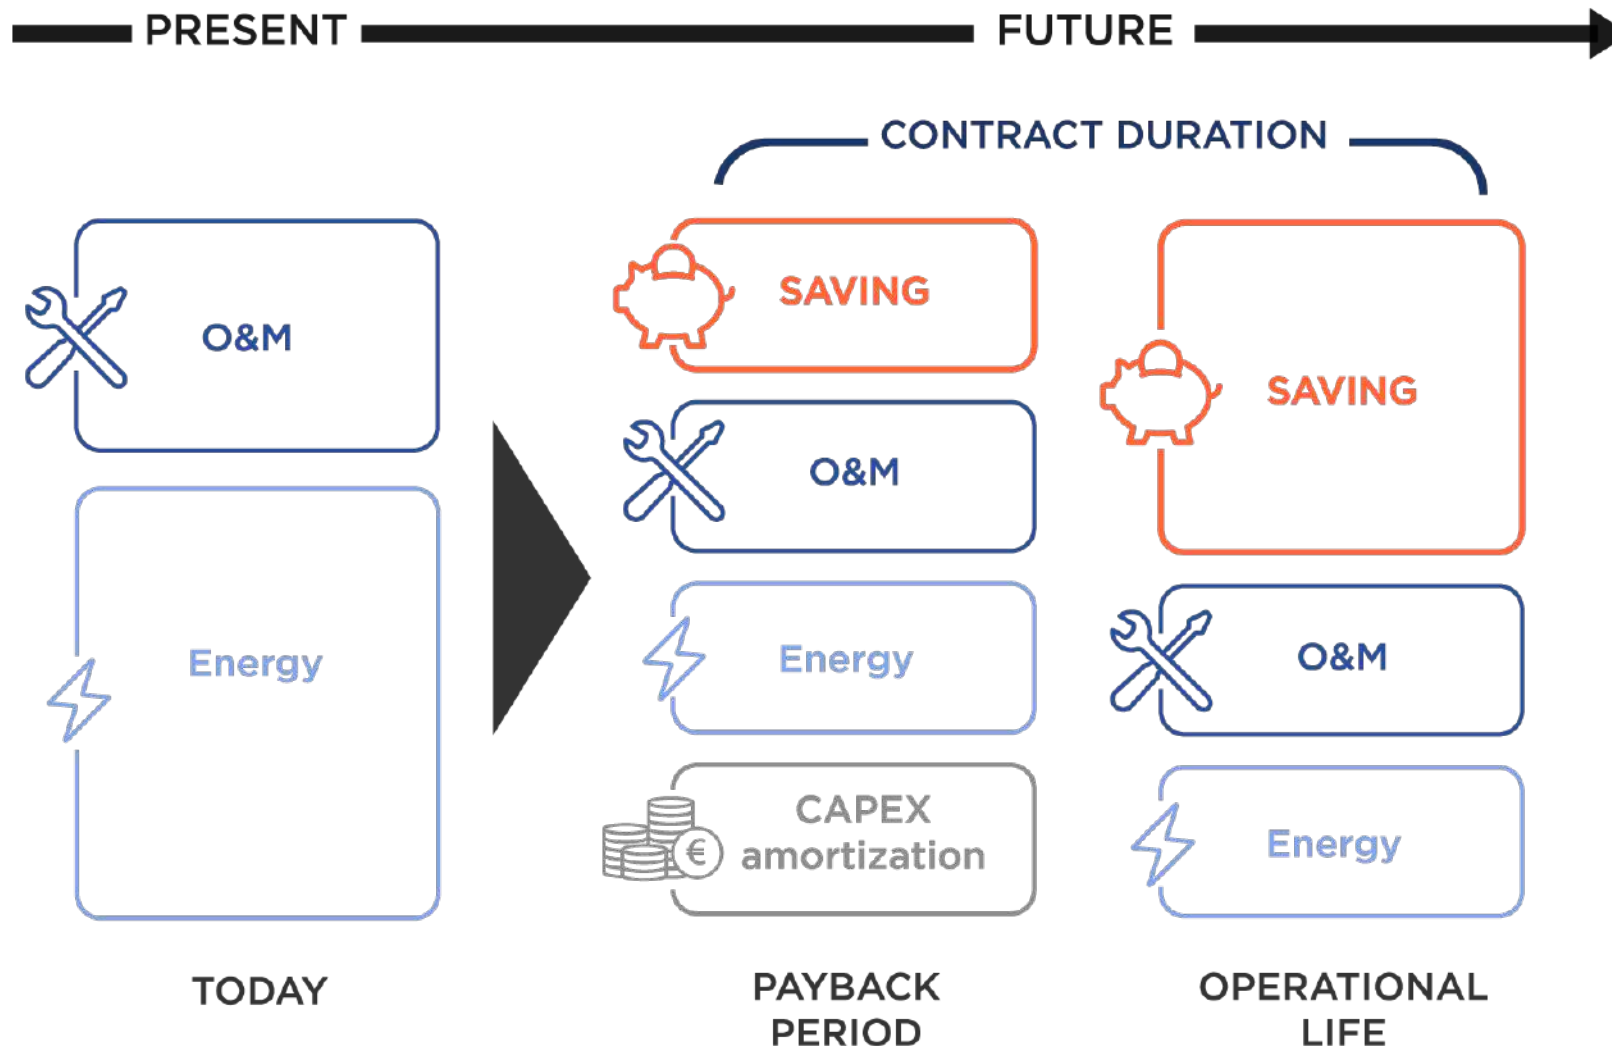 PRESENT
FUTURE
CONTRACT DURATION
O&M
Energy
TODAY
SAVING
O&M
Energy
€
CAPEX
amortization
PAYBACK
PERIOD
SAVING
O&M
Energy
OPERATIONAL
LIFE